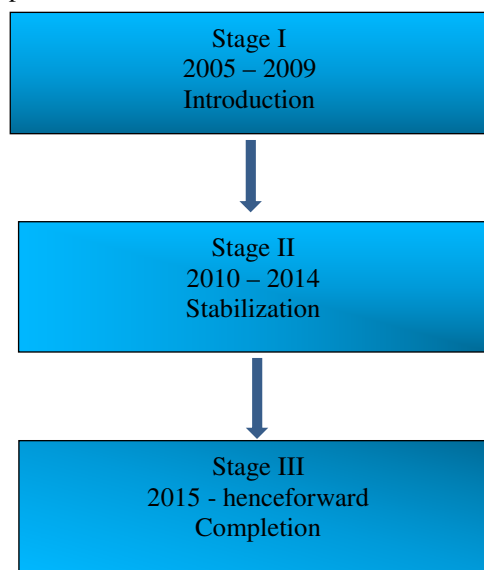 Stage I
2005 – 2009
Introduction
Stage II
2010 – 2014
Stabilization
Stage III
2015 - henceforward
Completion